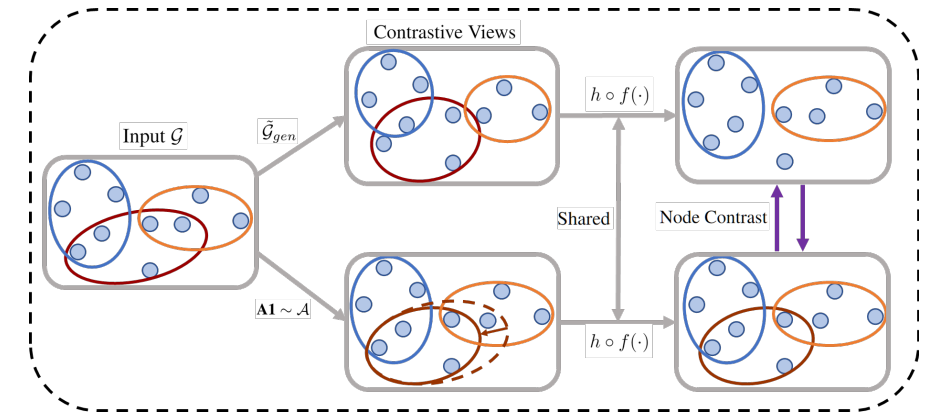 Contrastive Views
Input 𝒢
𝒢̃_gen
h ∘ f(·)
Shared
Node Contrast
A1 ∼ 𝒜
h ∘ f(·)